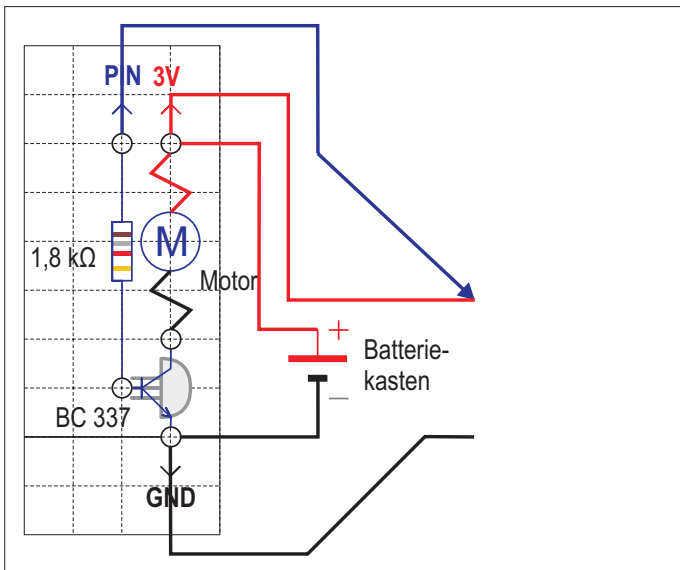 PIN 3V
1,8 kΩ
M
Motor
+
Batterie-
kasten
−
BC 337
GND